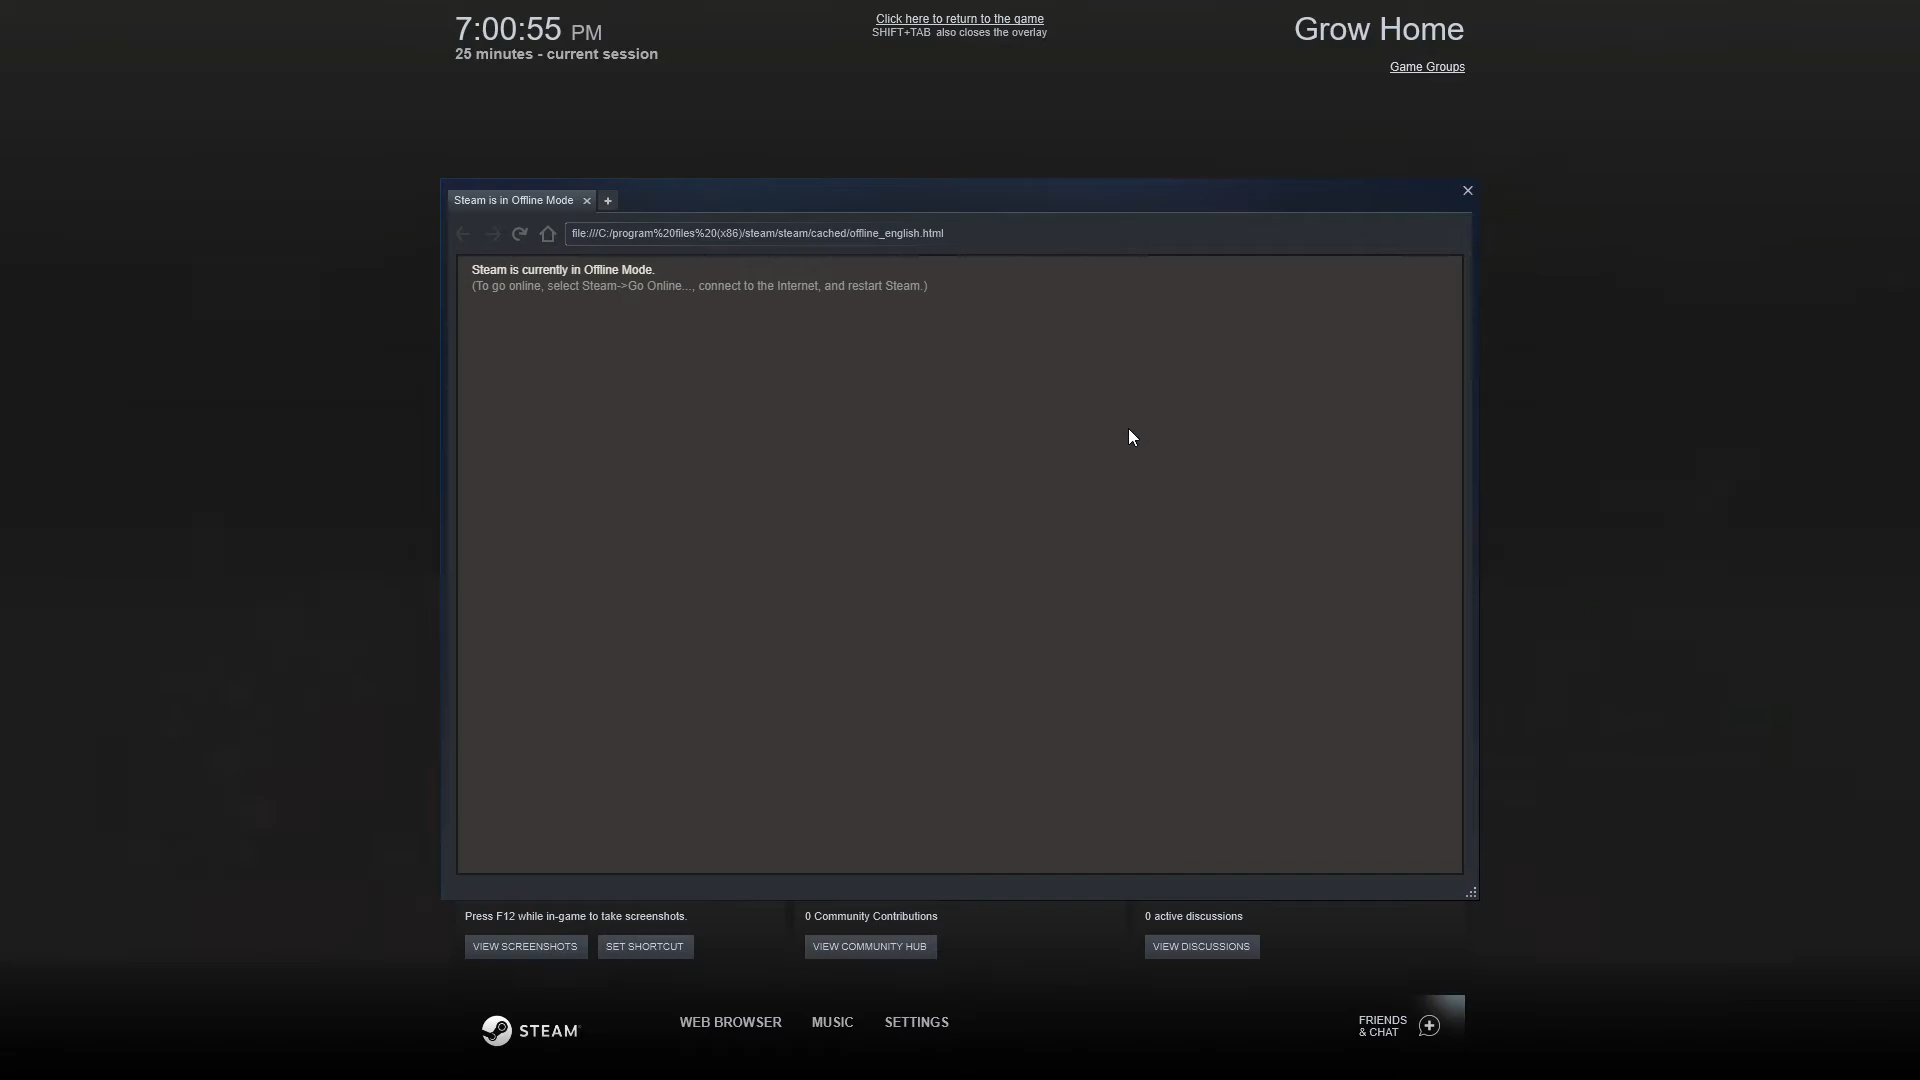 7:00:55 PM
25 minutes - current session
Click here to return to the game
SHIFT+TAB also closes the overlay
Grow Home
Game Groups
Steam is in Offline Mode
file:///C:/program%20files%20(x86)/steam/steam/cached/offline_english.html
Steam is currently in Offline Mode.
(To go online, select Steam->Go Online..., connect to the Internet, and restart Steam.)
Press F12 while in-game to take screenshots.
0 Community Contributions
0 active discussions
VIEW SCREENSHOTS
SET SHORTCUT
VIEW COMMUNITY HUB
VIEW DISCUSSIONS
STEAM
WEB BROWSER
MUSIC
SETTINGS
FRIENDS
& CHAT